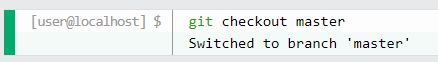 [user@localhost] $ git checkout master
Switched to branch 'master'